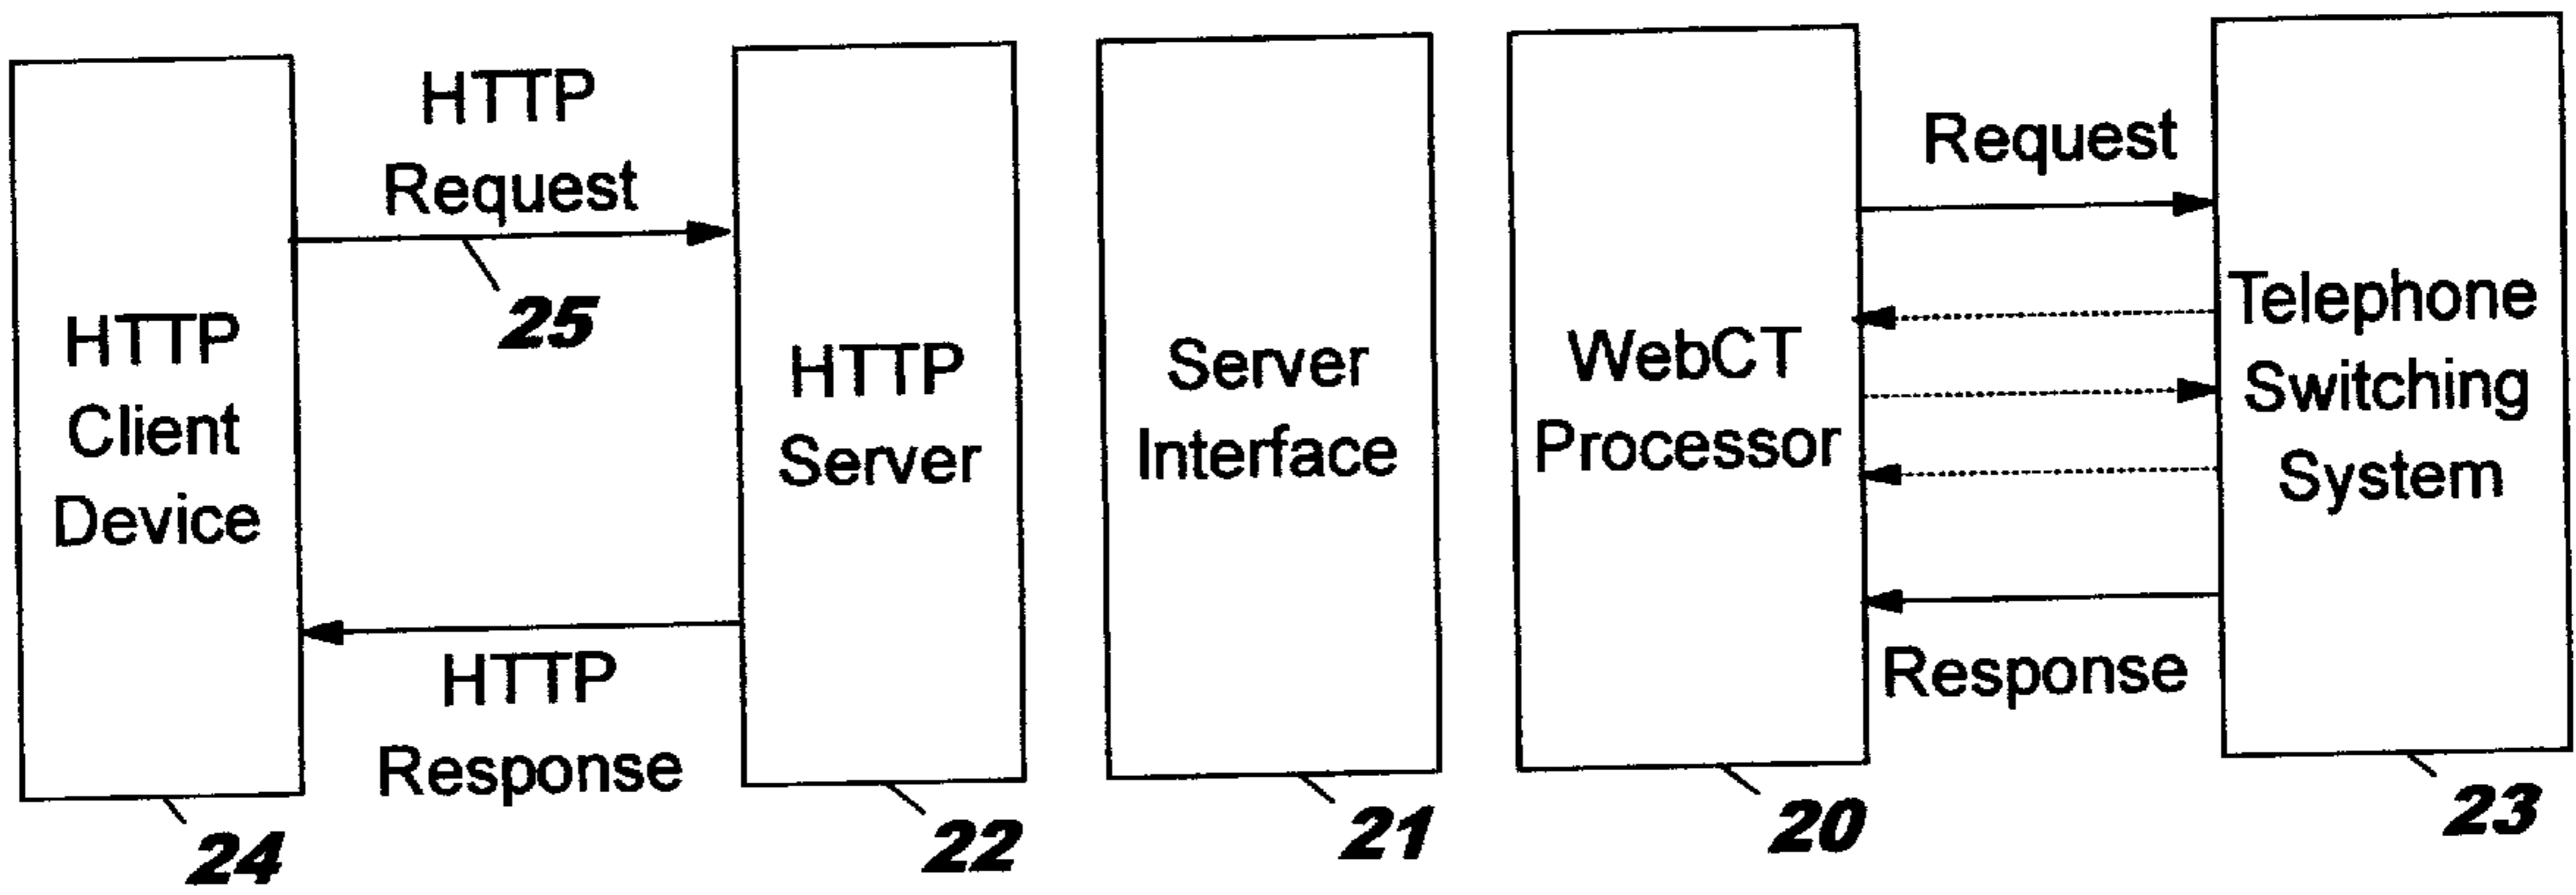 HTTP
Request
25
HTTP
Client
Device
HTTP
Response
24
HTTP
Server
22
Server
Interface
21
WebCT
Processor
20
Request
Response
Telephone
Switching
System
23